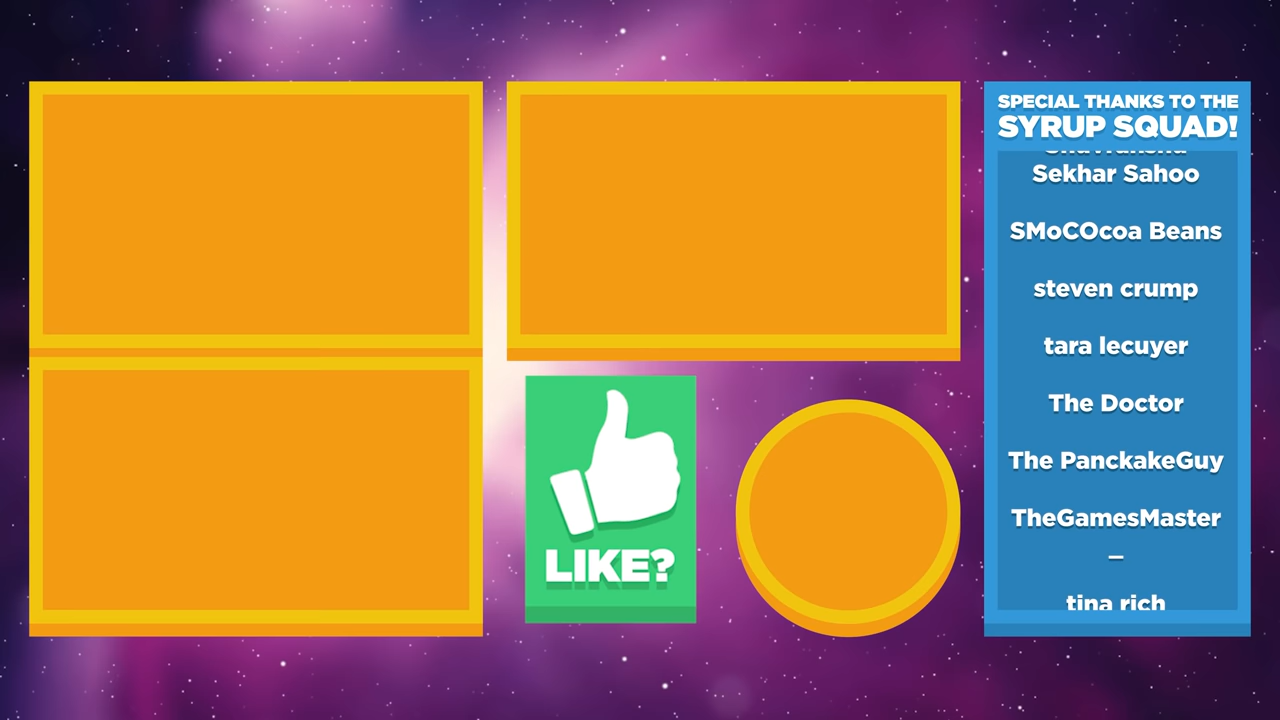 SPECIAL THANKS TO THE
SYRUP SQUAD!
Sekhar Sahoo
SMoCOcoa Beans
steven crump
tara lecuyer
The Doctor
The PanckakeGuy
TheGamesMaster
_
tina rich
LIKE?